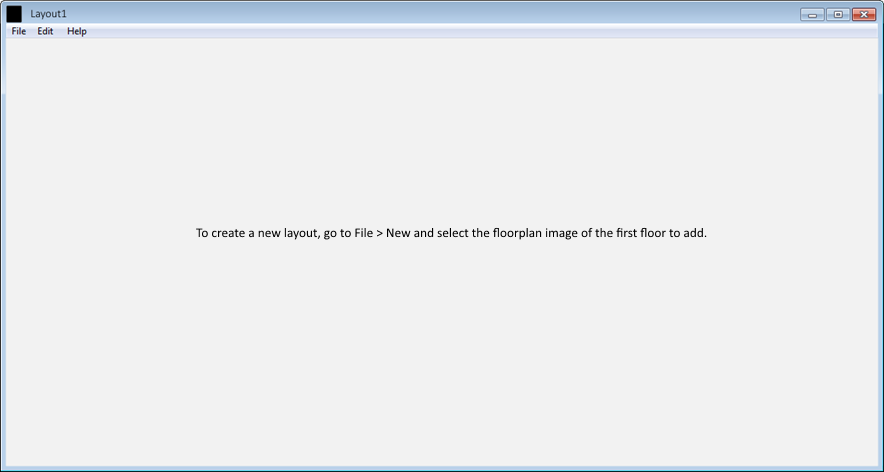 Layout1
File Edit Help
To create a new layout, go to File > New and select the floorplan image of the first floor to add.